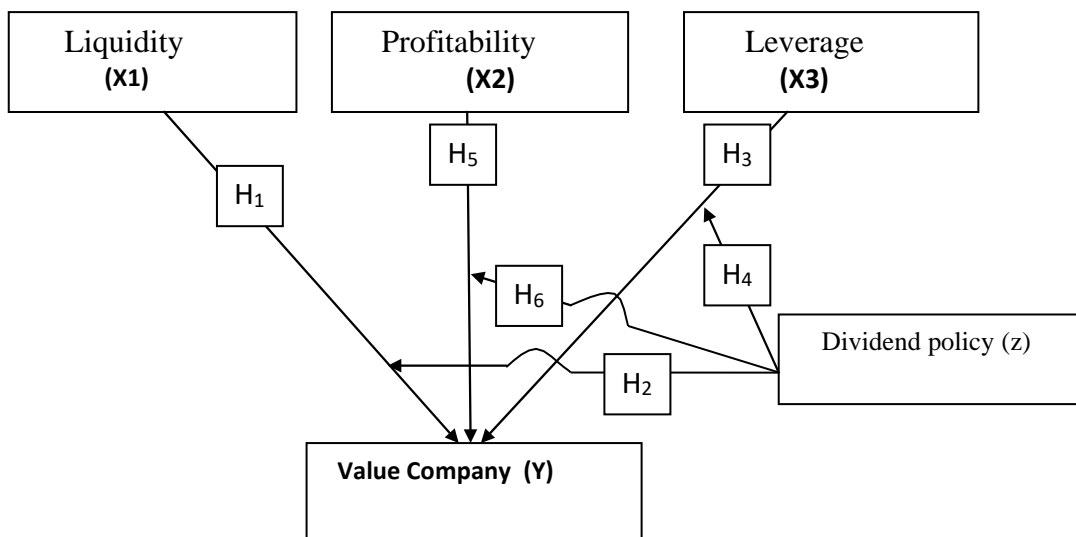 Liquidity
(X1)
Profitability
(X2)
Leverage
(X3)
H5
H3
H1
H4
H6
Dividend policy (z)
H2
Value Company (Y)